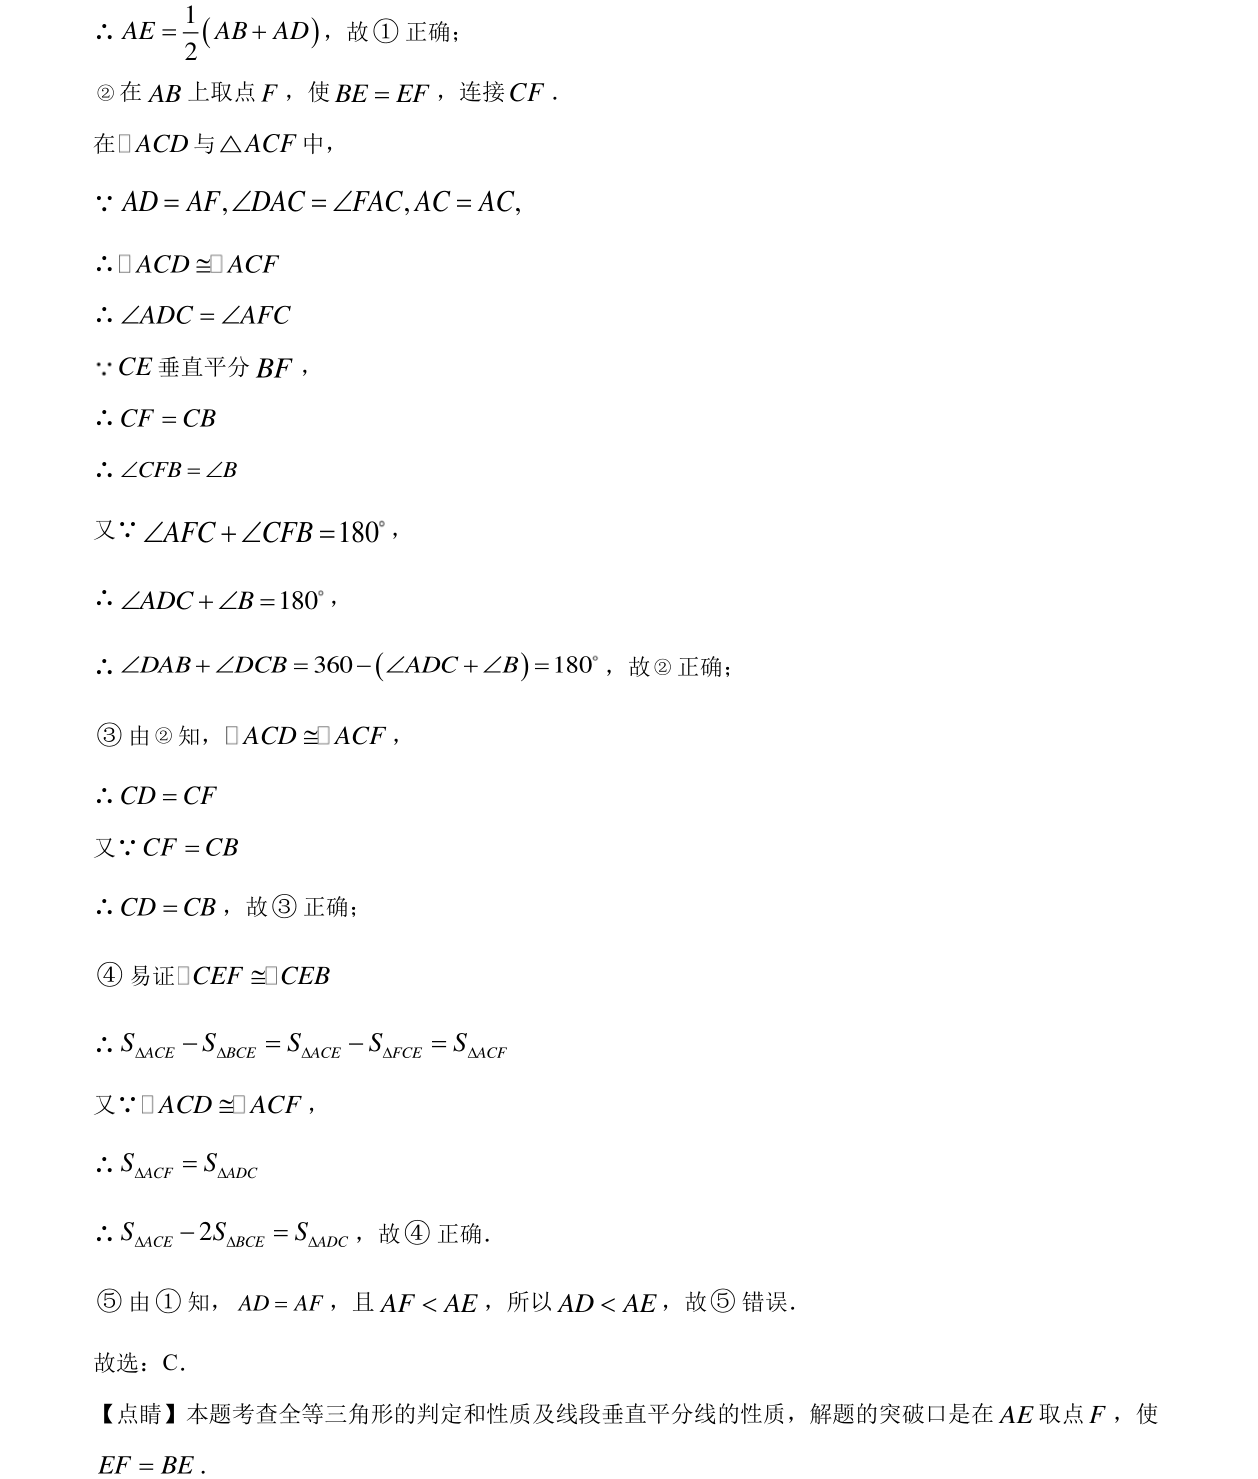 ∴ AE = 1/2 ( AB + AD )，故① 正确；
②在 AB 上取点 F ，使 BE = EF ，连接 CF ．
在□ ACD 与 △ ACF 中，
∵ AD = AF, ∠DAC = ∠FAC, AC = AC,
∴ □ ACD ≅ □ ACF
∴ ∠ADC = ∠AFC
∵ CE 垂直平分 BF ，
∴ CF = CB
∴ ∠CFB = ∠B
又∵ ∠AFC + ∠CFB = 180° ，
∴ ∠ADC + ∠B = 180° ，
∴ ∠DAB + ∠DCB = 360 − ( ∠ADC + ∠B ) = 180° ，故② 正确；
③ 由② 知，□ ACD ≅ □ ACF ，
∴ CD = CF
又∵ CF = CB
∴ CD = CB ，故③ 正确；
④ 易证□ CEF ≅ □ CEB
∴ S△ACE − S△BCE = S△ACE − S△FCE = S△ACF
又∵ □ ACD ≅ □ ACF ，
∴ S△ACF = S△ADC
∴ S△ACE − 2S△BCE = S△ADC ，故④ 正确．
⑤ 由① 知， AD = AF ，且 AF < AE ，所以 AD < AE ，故⑤ 错误．
故选：C．
【点睛】本题考查全等三角形的判定和性质及线段垂直平分线的性质，解题的突破口是在 AE 取点 F ，使
EF = BE ．